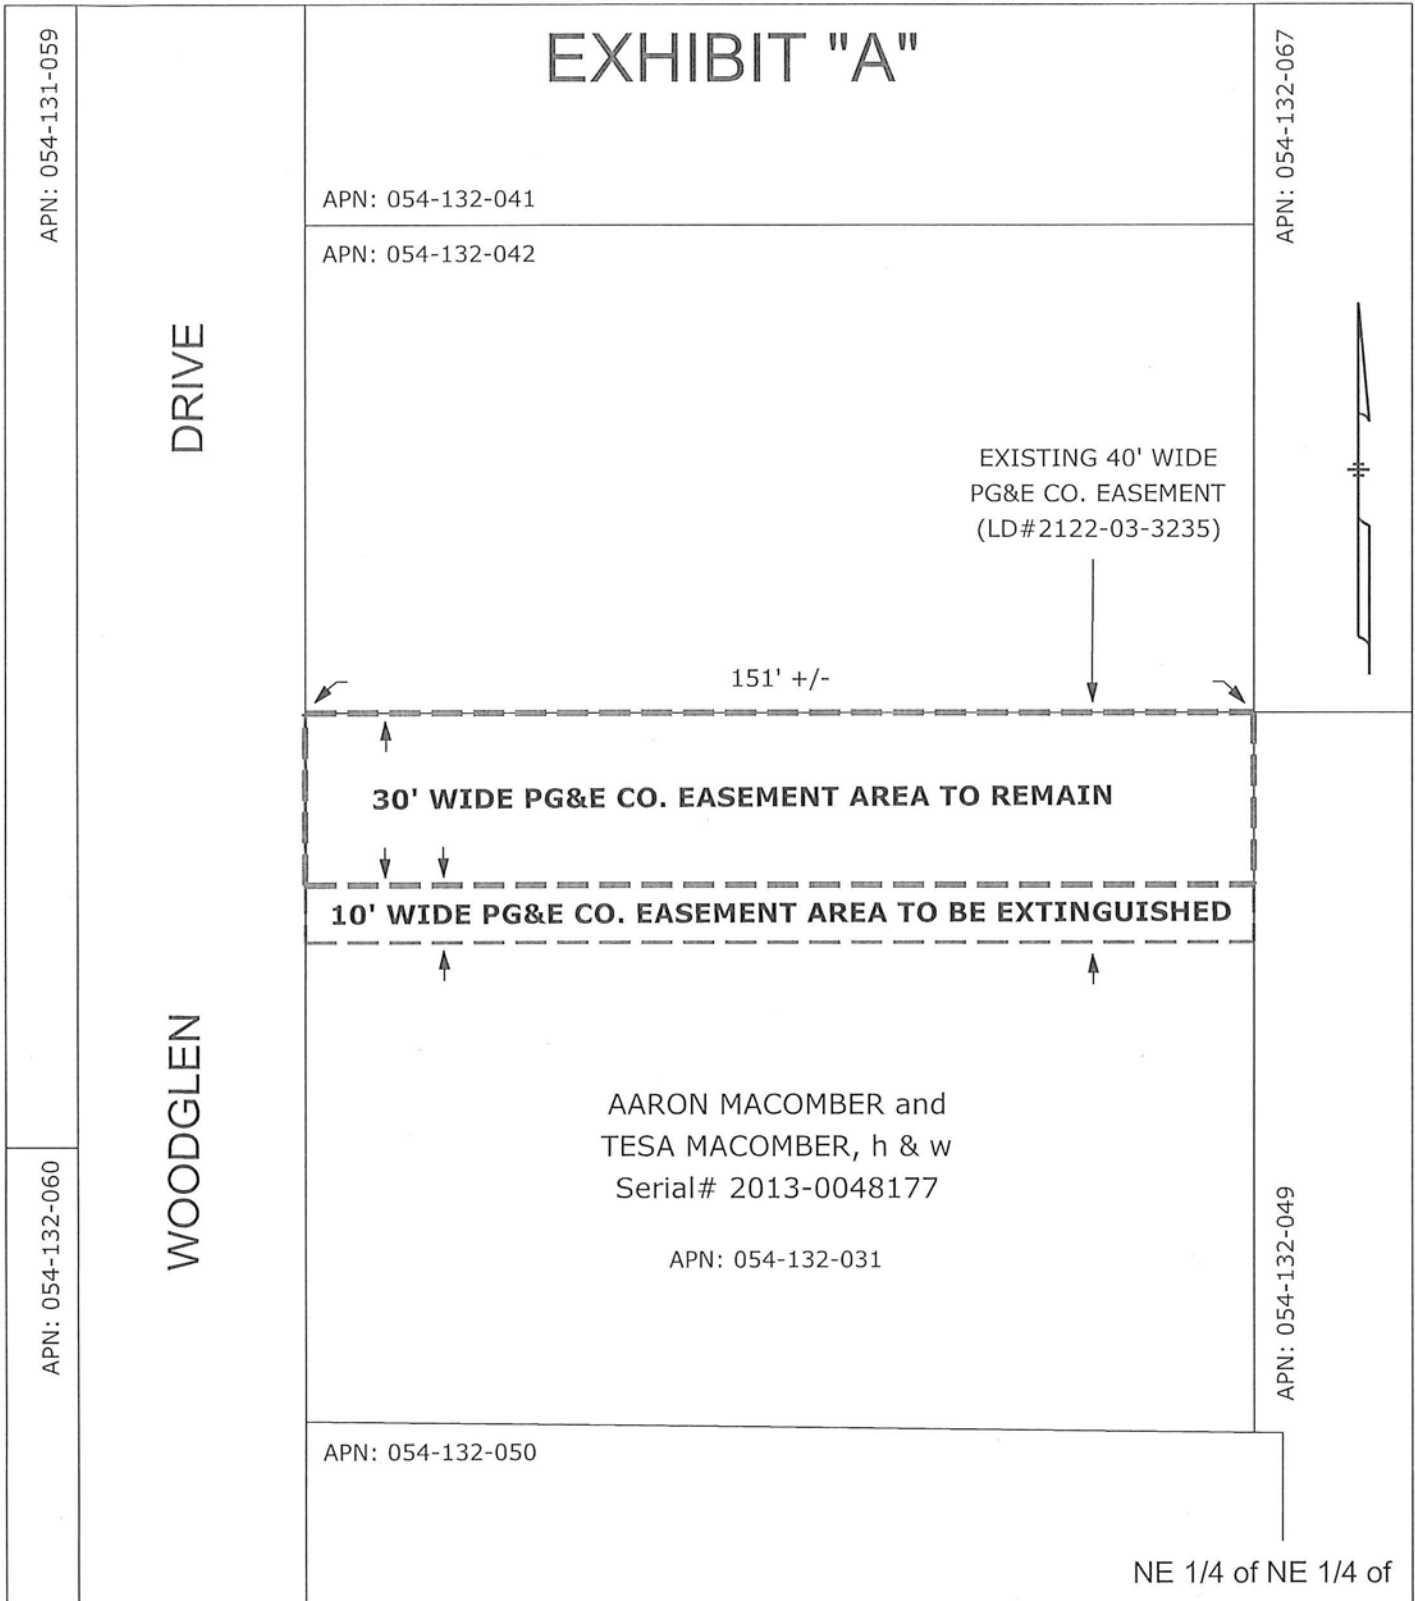 EXHIBIT "A"
APN: 054-131-059
APN: 054-132-067
APN: 054-132-041
APN: 054-132-042
DRIVE
EXISTING 40' WIDE
PG&E CO. EASEMENT
(LD#2122-03-3235)
151' +/-
30' WIDE PG&E CO. EASEMENT AREA TO REMAIN
10' WIDE PG&E CO. EASEMENT AREA TO BE EXTINGUISHED
WOODGLEN
AARON MACOMBER and
TESA MACOMBER, h & w
Serial# 2013-0048177
APN: 054-132-031
APN: 054-132-060
APN: 054-132-049
APN: 054-132-050
NE 1/4 of NE 1/4 of